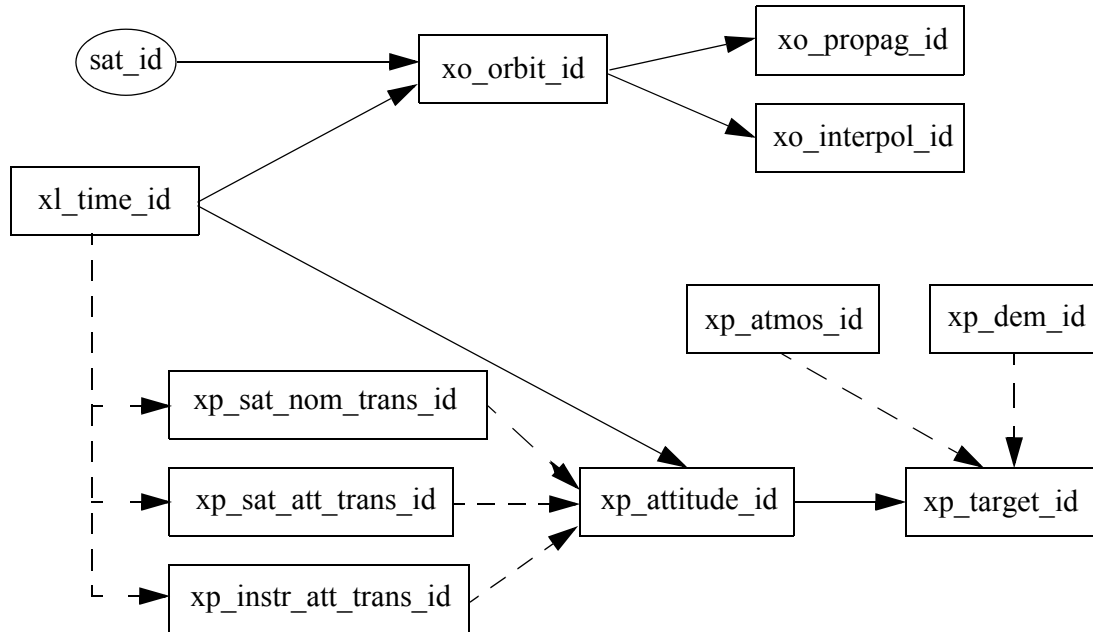 xo_propag_id
sat_id
xo_orbit_id
xo_interpol_id
xl_time_id
xp_atmos_id
xp_dem_id
xp_sat_nom_trans_id
xp_sat_att_trans_id
xp_attitude_id
xp_target_id
xp_instr_att_trans_id